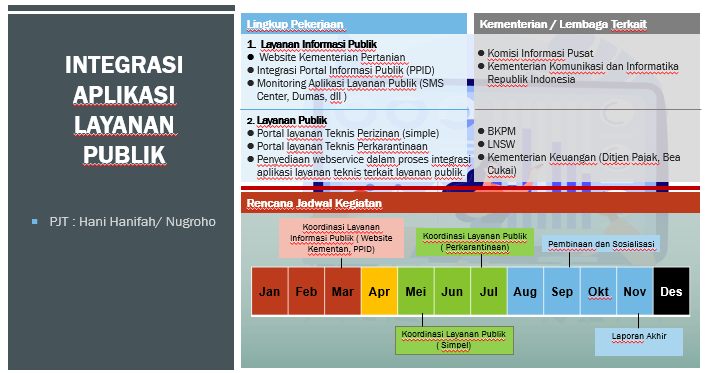 INTEGRASI
APLIKASI
LAYANAN
PUBLIK
PJT : Hani Hanifah/ Nugroho
Lingkup Pekerjaan
Kementerian / Lembaga Terkait
1. Layanan Informasi Publik
Website Kementerian Pertanian
Integrasi Portal Informasi Publik (PPID)
Monitoring Aplikasi Layanan Publik (SMS
Center, Dumas, dll )
Komisi Informasi Pusat
Kementerian Komunikasi dan Informatika
Republik Indonesia
2. Layanan Publik
Portal layanan Teknis Perizinan (simple)
Portal layanan Teknis Perkarantinaan
Penyediaan webservice dalam proses integrasi
aplikasi layanan teknis terkait layanan publik.
BKPM
LNSW
Kementerian Keuangan (Ditjen Pajak, Bea
Cukai)
Rencana Jadwal Kegiatan
Koordinasi Layanan
Informasi Publik ( Website
Kementan, PPID)
Koordinasi Layanan Publik
( Perkarantinaan)
Pembinaan dan Sosialisasi
Jan Feb Mar Apr Mei Jun Jul Aug Sep Okt Nov Des
Koordinasi Layanan Publik
( Simpel)
Laporan Akhir